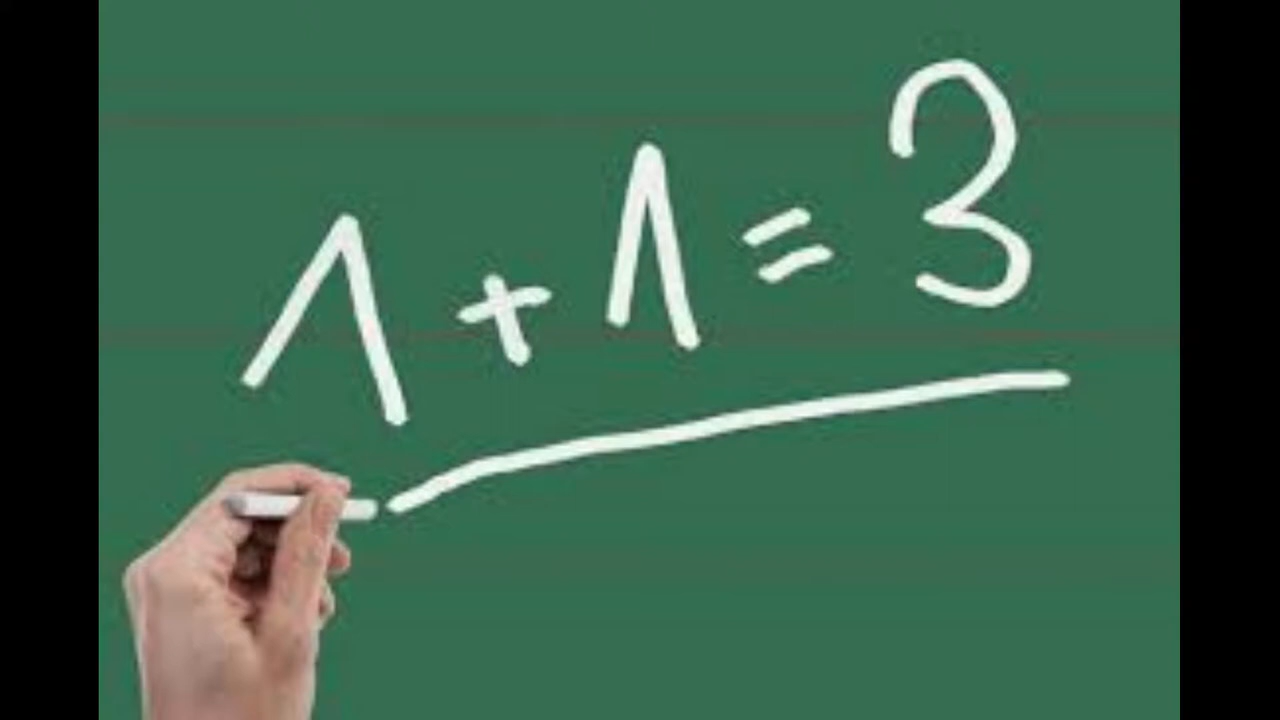 1 + 1 = 3